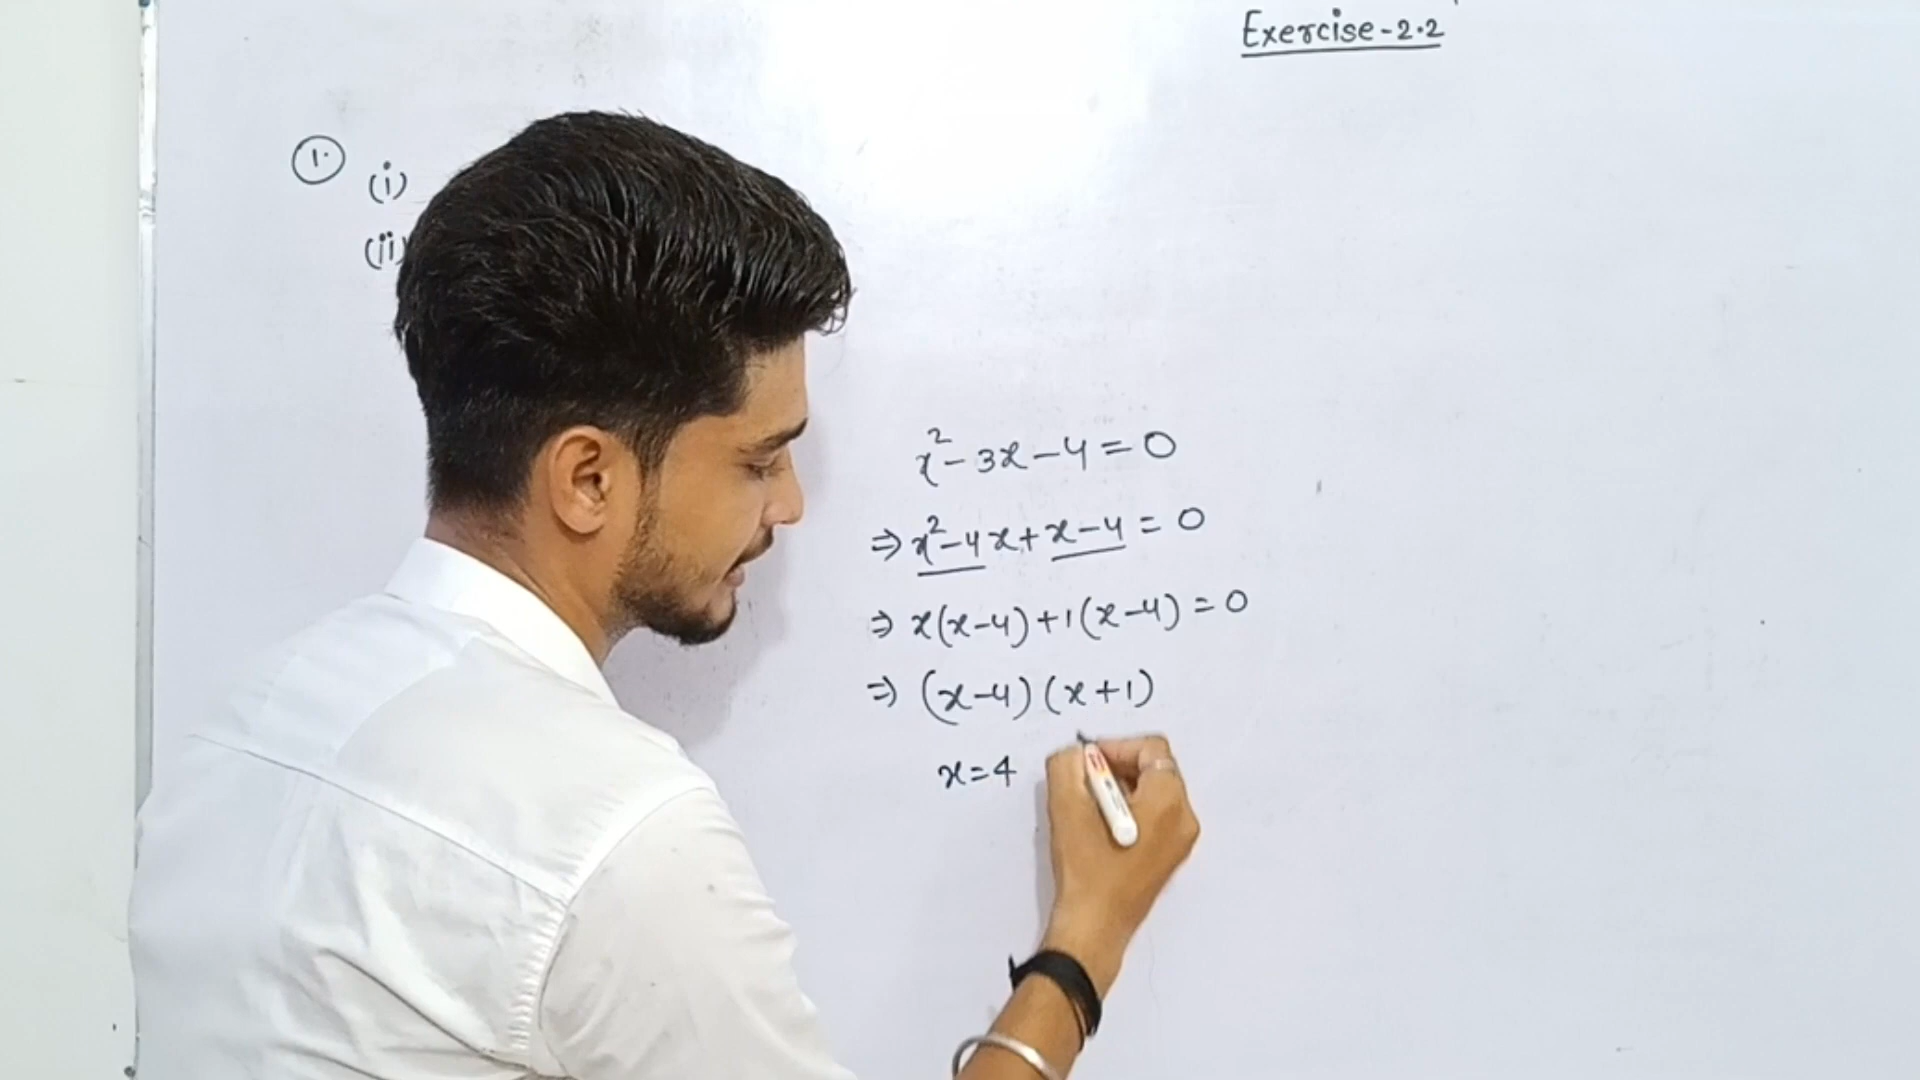 Exercise-2.2
1.
(i)
(ii)
x²-3x-4=0
⇒ x²-4x+x-4=0
⇒ x(x-4)+1(x-4)=0
⇒ (x-4)(x+1)
x=4